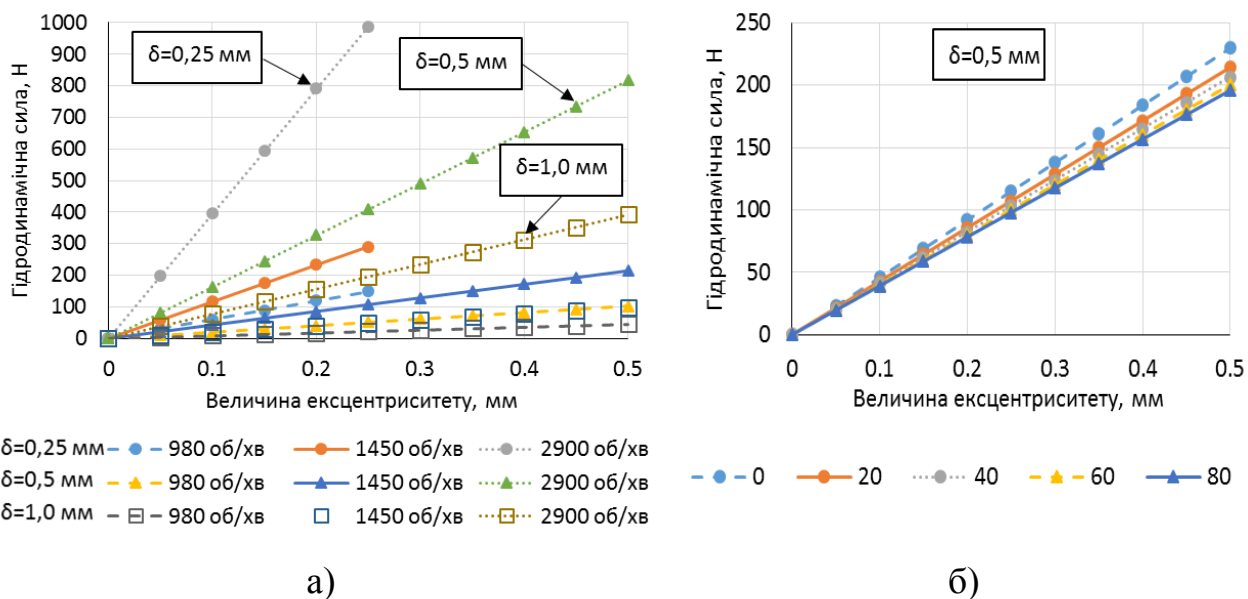 1000
900
800
700
600
500
400
300
200
100
0
Гідродинамічна сила, Н
δ=0,25 мм
δ=0,5 мм
δ=1,0 мм
0 0.1 0.2 0.3 0.4 0.5
Величина ексцентриситету, мм
δ=0,25 мм 980 об/хв 1450 об/хв 2900 об/хв
δ=0,5 мм 980 об/хв 1450 об/хв 2900 об/хв
δ=1,0 мм 980 об/хв 1450 об/хв 2900 об/хв
а)
250
200
150
100
50
0
Гідродинамічна сила, Н
δ=0,5 мм
0 0.1 0.2 0.3 0.4 0.5
Величина ексцентриситету, мм
0 20 40 60 80
б)